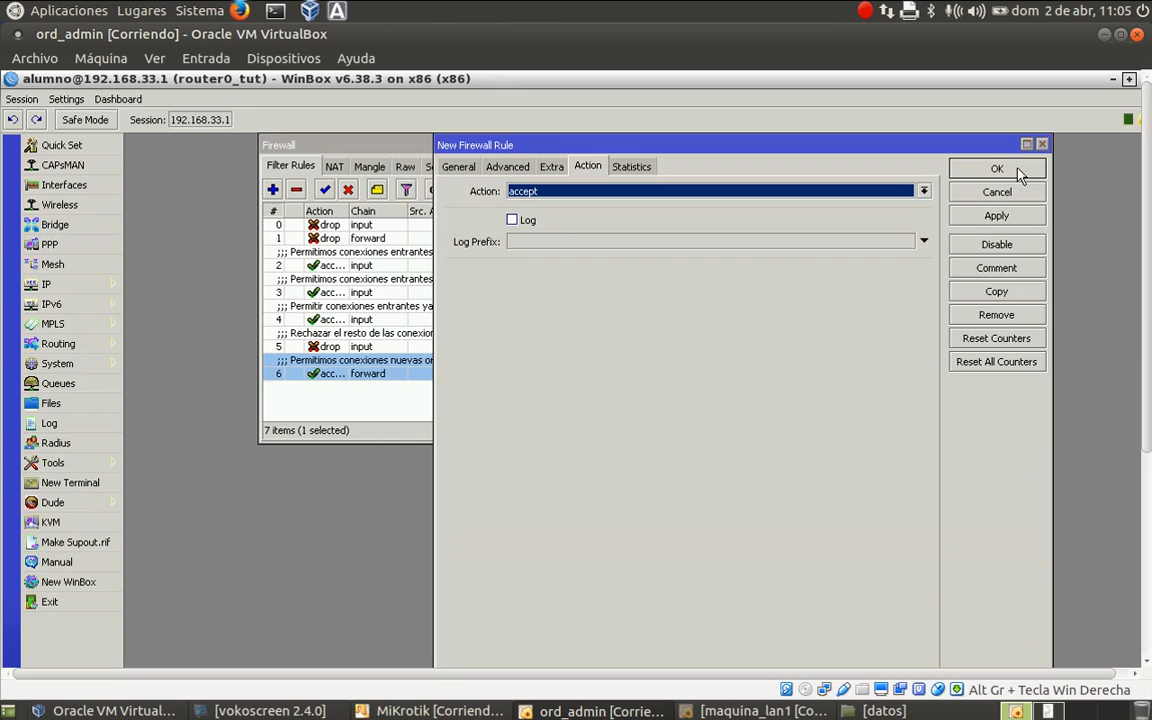 Aplicaciones Lugares Sistema dom 2 de abr, 11:05
ord_admin [Corriendo] - Oracle VM VirtualBox
Archivo Máquina Ver Entrada Dispositivos Ayuda
alumno@192.168.33.1 (router0_tut) - WinBox v6.38.3 on x86 (x86)
Session Settings Dashboard
Safe Mode Session: 192.168.33.1
Quick Set
CAPsMAN
Interfaces
Wireless
Bridge
PPP
Mesh
IP
IPv6
MPLS
Routing
System
Queues
Files
Log
Radius
Tools
New Terminal
Dude
KVM
Make Supout.rif
Manual
New WinBox
Exit
Firewall
Filter Rules NAT Mangle Raw
# Action Chain Src. A
0 drop input
1 drop forward
;;; Permitimos conexiones entrantes
2 acc... input
;;; Permitimos conexiones entrantes
3 acc... input
;;; Permitir conexiones entrantes ya
4 acc... input
;;; Rechazar el resto de las conexion
5 drop input
;;; Permitimos conexiones nuevas or
6 acc... forward
7 items (1 selected)
New Firewall Rule
General Advanced Extra Action Statistics
Action: accept
Log
Log Prefix:
OK
Cancel
Apply
Disable
Comment
Copy
Remove
Reset Counters
Reset All Counters
Alt Gr + Tecla Win Derecha
Oracle VM Virtual... [vokoscreen 2.4.0] MiKrotik [Corriend... ord_admin [Corrie... [maquina_lan1 [Co... [datos]